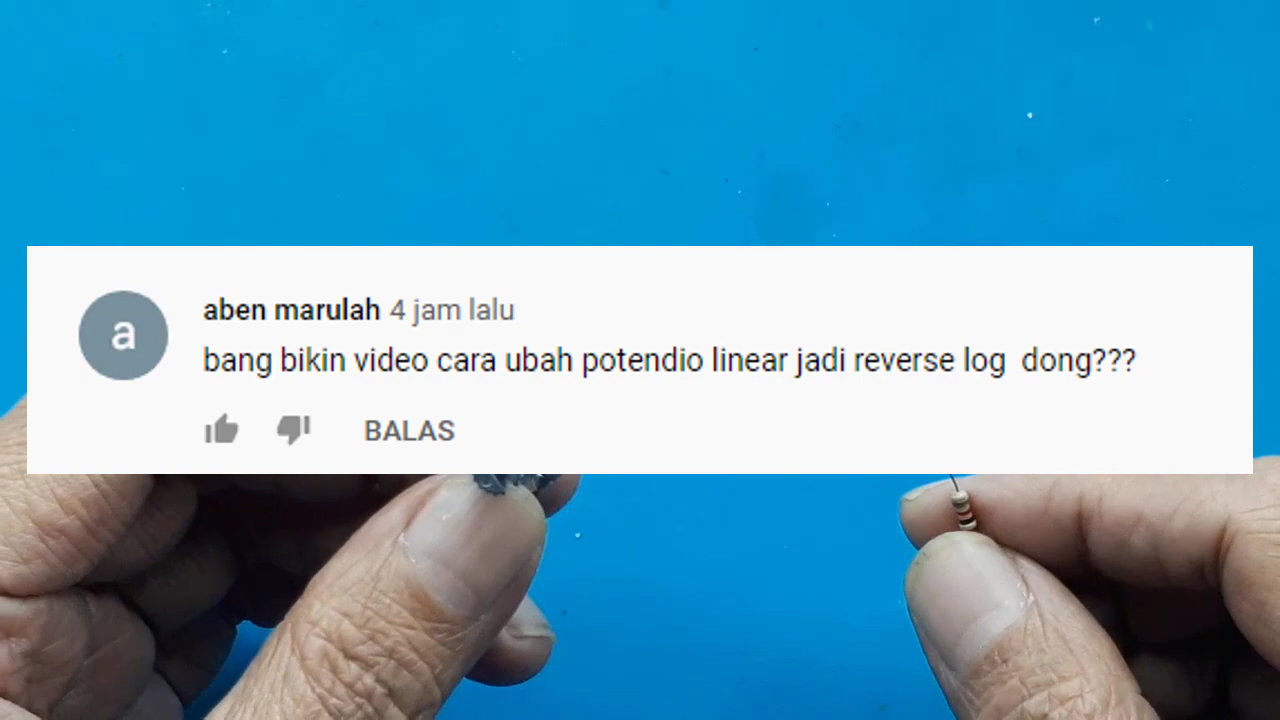 a
aben marulah 4 jam lalu
bang bikin video cara ubah potendio linear jadi reverse log dong???
BALAS